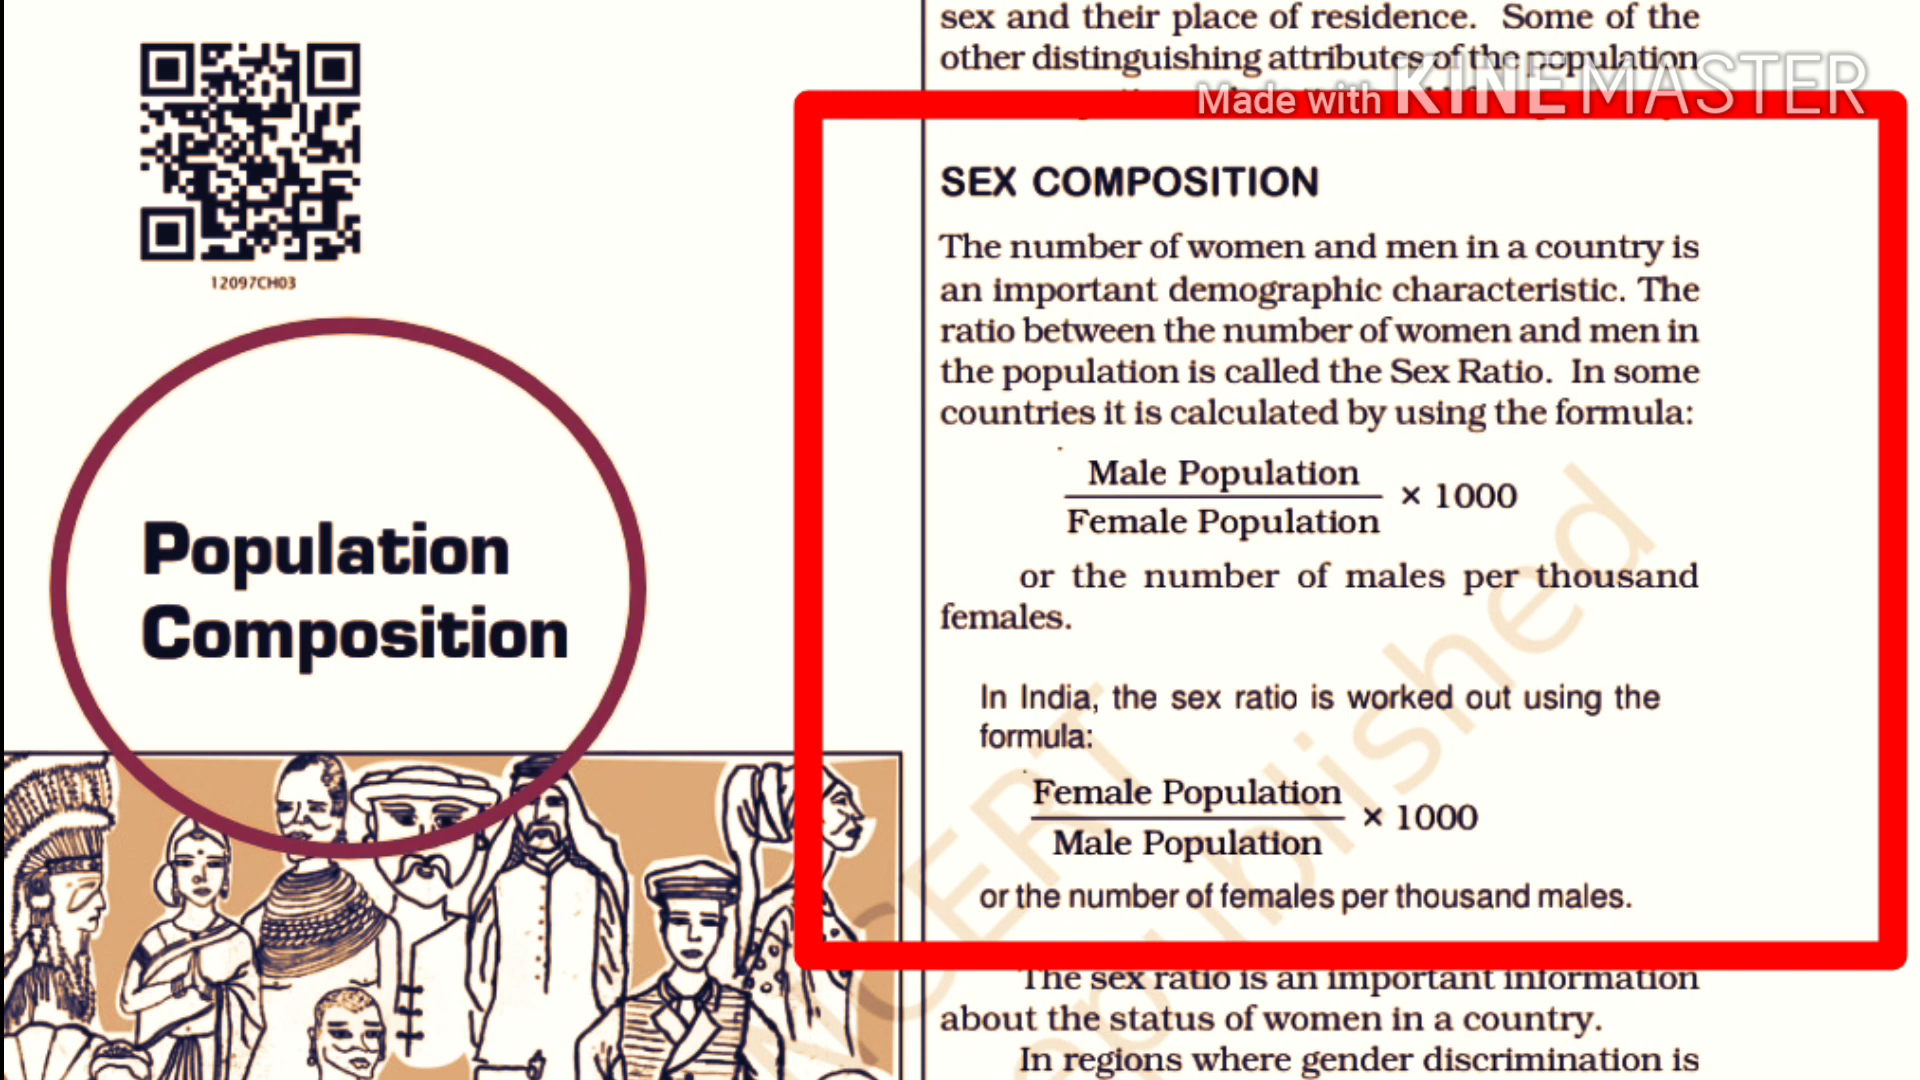 12097CH03
Population
Composition
sex and their place of residence. Some of the
other distinguishing attributes of the population
Made with KINEMASTER
SEX COMPOSITION
The number of women and men in a country is
an important demographic characteristic. The
ratio between the number of women and men in
the population is called the Sex Ratio. In some
countries it is calculated by using the formula:
Male Population
Female Population
× 1000
or the number of males per thousand
females.
In India, the sex ratio is worked out using the
formula:
Female Population
Male Population
× 1000
or the number of females per thousand males.
The sex ratio is an important information
about the status of women in a country.
In regions where gender discrimination is
NCERT
published